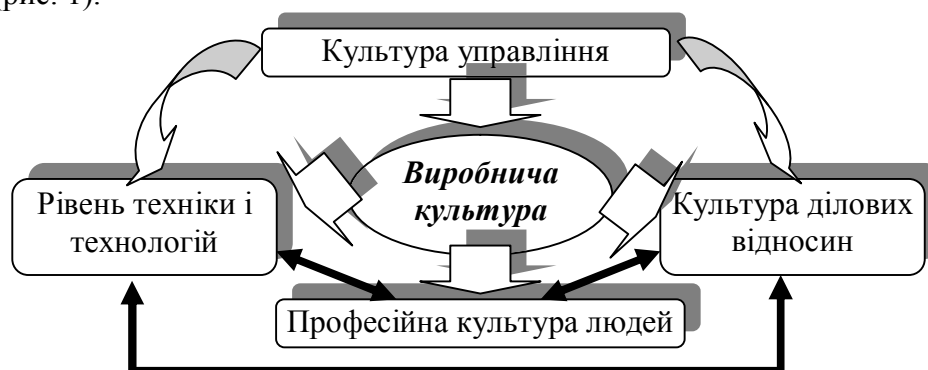 (рис. 1).
Культура управління
Виробнича
культура
Рівень техніки і
технологій
Культура ділових
відносин
Професійна культура людей